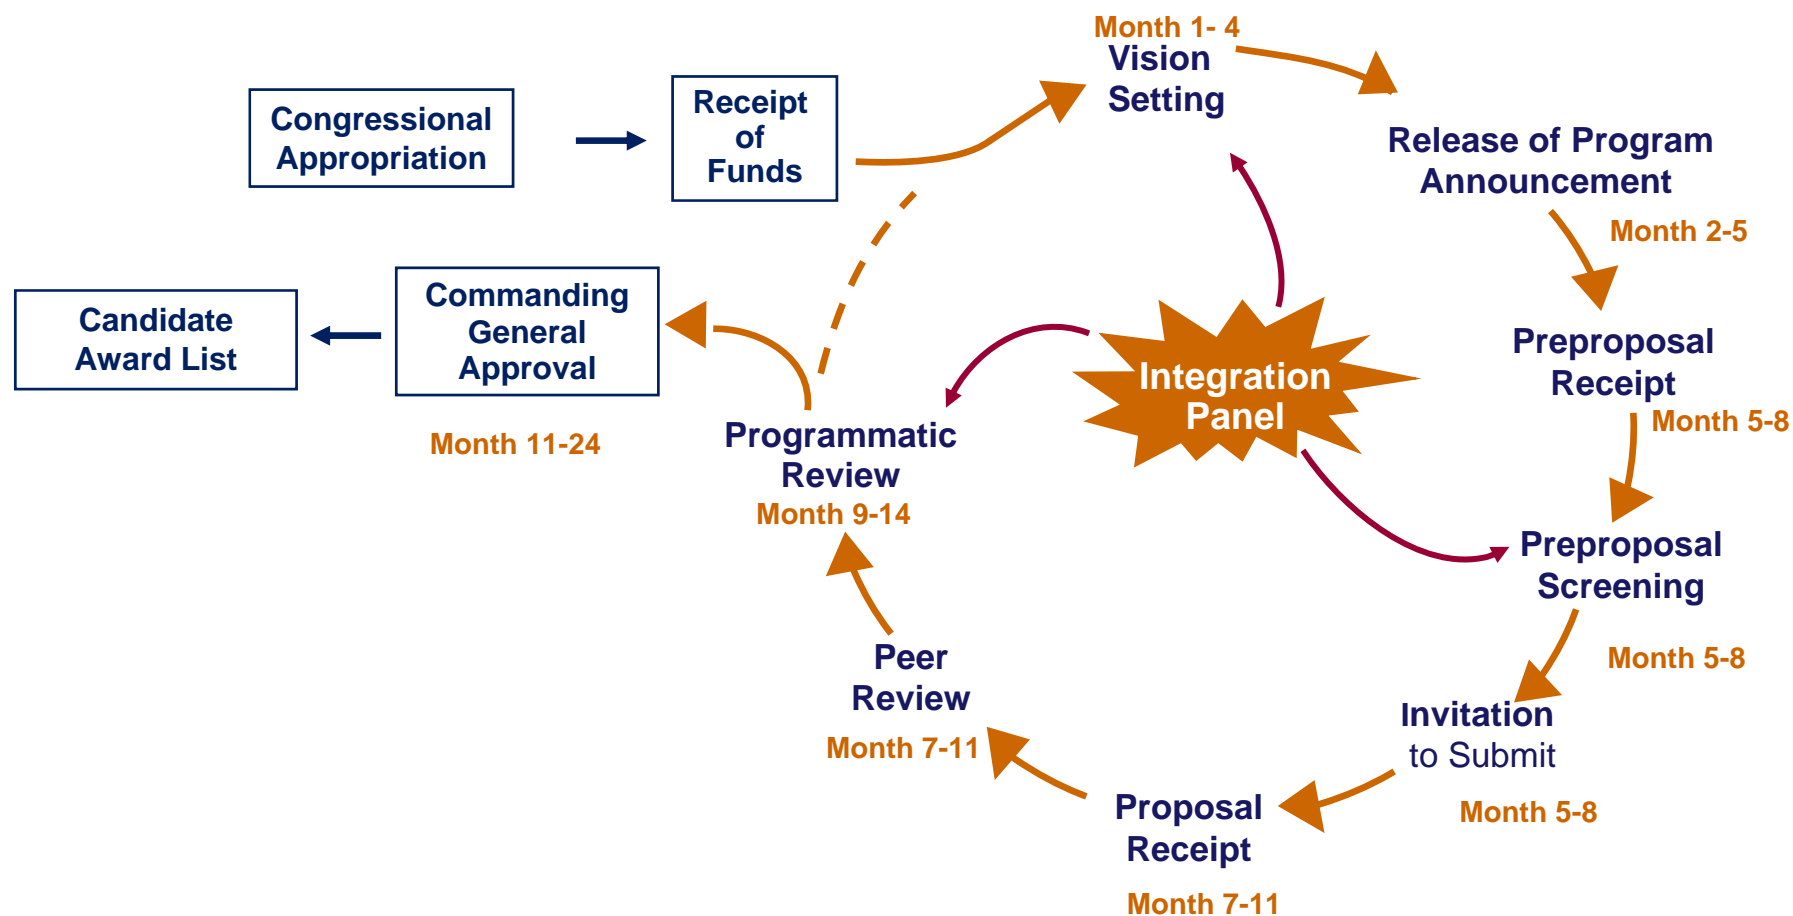 Month 1- 4
Vision
Setting
Congressional
Appropriation
Receipt
of
Funds
Release of Program
Announcement
Month 2-5
Candidate
Award List
Commanding
General
Approval
Month 11-24
Integration
Panel
Preproposal
Receipt
Month 5-8
Programmatic
Review
Month 9-14
Preproposal
Screening
Month 5-8
Peer
Review
Month 7-11
Invitation
to Submit
Month 5-8
Proposal
Receipt
Month 7-11